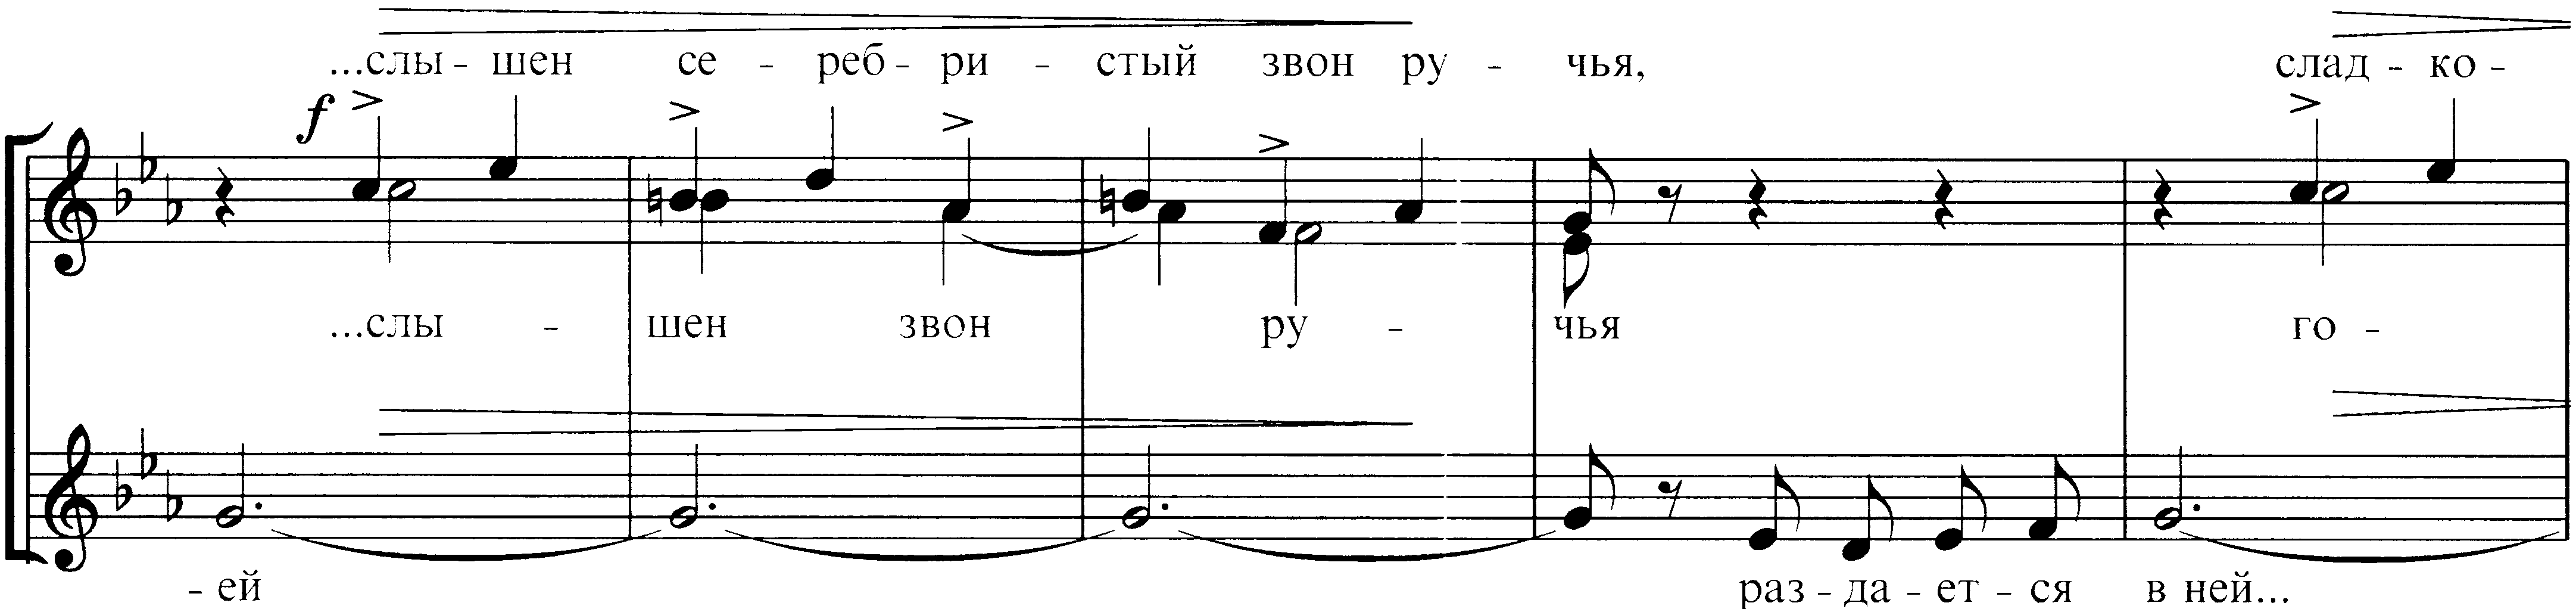 ...слы - шен се - реб - ри - стый звон ру - чья, слад - ко -
f
...слы - шен звон ру - чья го -
- ей раз - да - ет - ся в ней...